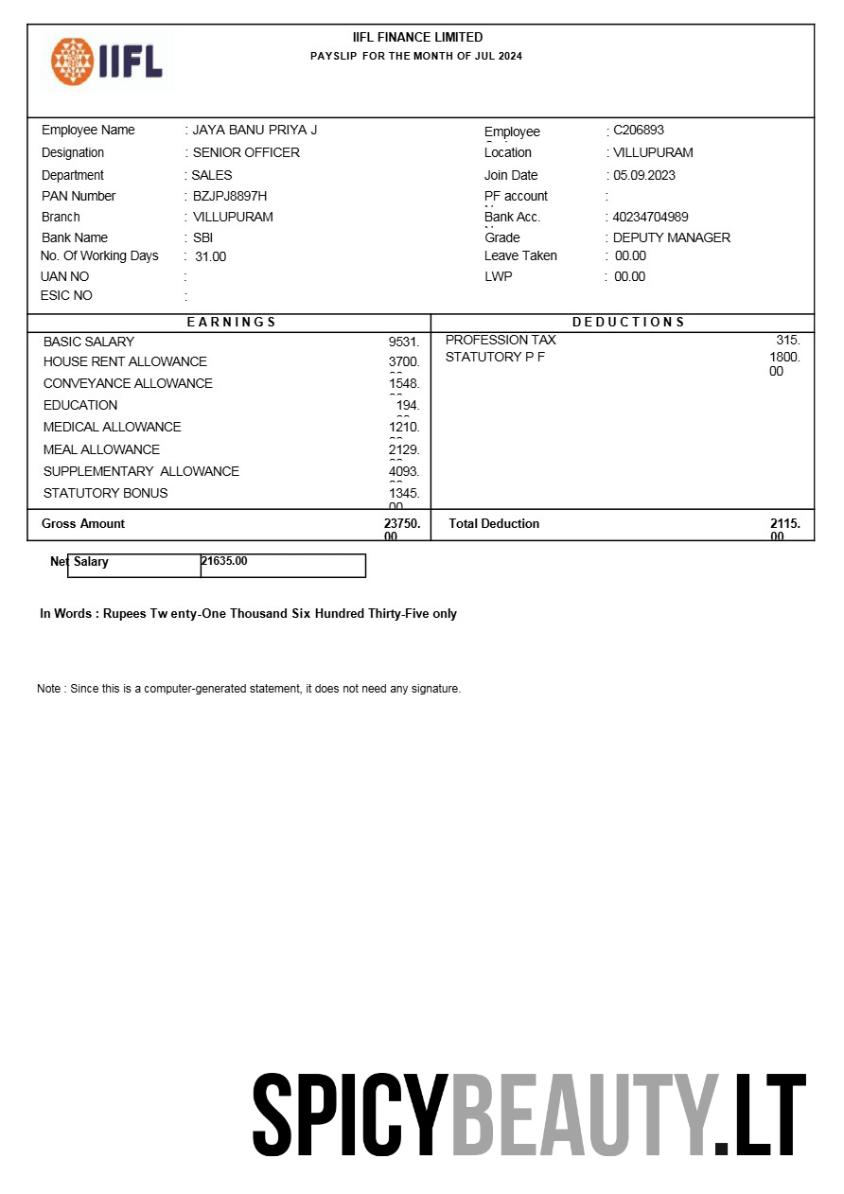 IIFL
IIFL FINANCE LIMITED
PAYSLIP FOR THE MONTH OF JUL 2024
Employee Name : JAYA BANU PRIYA J Employee : C206893
Designation : SENIOR OFFICER Location : VILLUPURAM
Department : SALES Join Date : 05.09.2023
PAN Number : BZJPJ8897H PF account :
Branch : VILLUPURAM Bank Acc. : 40234704989
Bank Name : SBI Grade : DEPUTY MANAGER
No. Of Working Days : 31.00 Leave Taken : 00.00
UAN NO : LWP : 00.00
ESIC NO :
EARNINGS DEDUCTIONS
BASIC SALARY 9531. PROFESSION TAX 315.
HOUSE RENT ALLOWANCE 3700. STATUTORY P F 1800.
00
CONVEYANCE ALLOWANCE 1548.
EDUCATION 194.
MEDICAL ALLOWANCE 1210.
MEAL ALLOWANCE 2129.
SUPPLEMENTARY ALLOWANCE 4093.
STATUTORY BONUS 1345.
00
Gross Amount 23750. Total Deduction 2115.
00 00
Net Salary 21635.00
In Words : Rupees Tw enty-One Thousand Six Hundred Thirty-Five only
Note : Since this is a computer-generated statement, it does not need any signature.
SPICYBEAUTY.LT